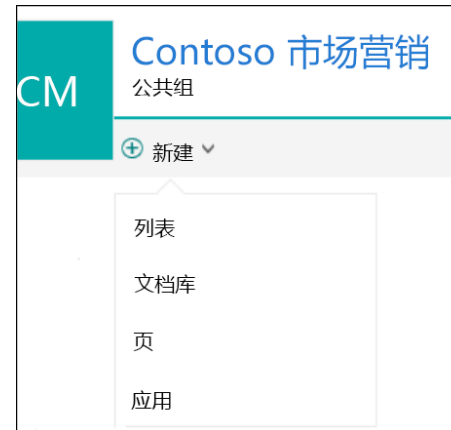 CM
Contoso 市场营销
公共组
新建
列表
文档库
页
应用